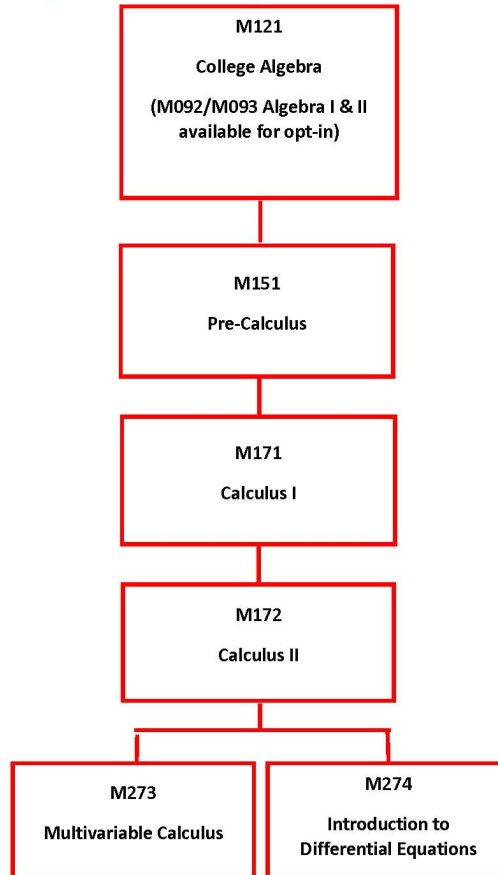 M121
College Algebra
(M092/M093 Algebra I & II
available for opt-in)
M151
Pre-Calculus
M171
Calculus I
M172
Calculus II
M273
Multivariable Calculus
M274
Introduction to
Differential Equations